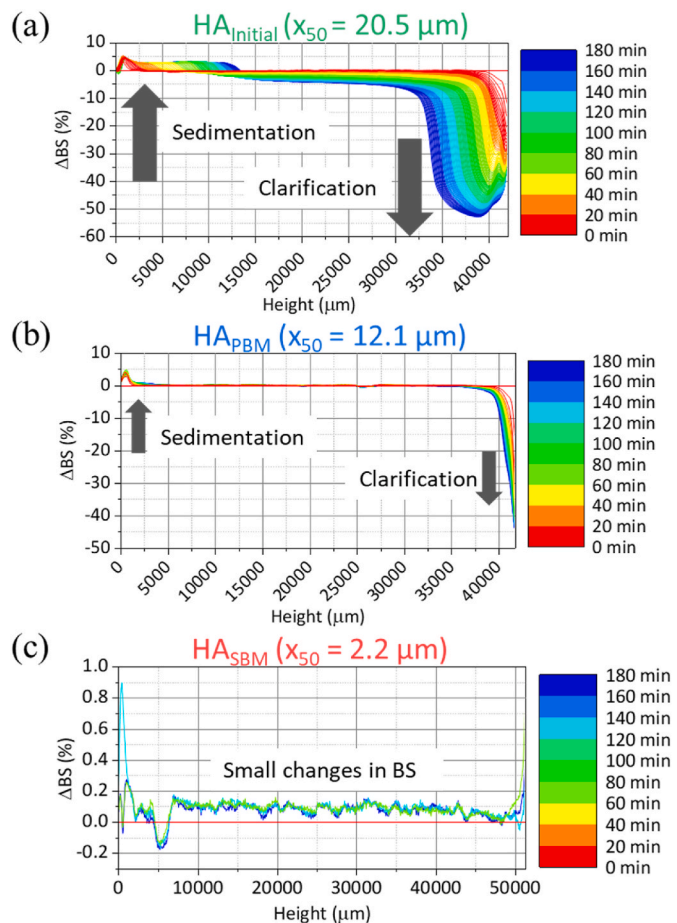 (a)
HA_Initial (x_50 = 20.5 µm)
10
0
-10
-20
-30
-40
-50
-60
ΔBS (%)
Sedimentation
Clarification
0
5000
10000
15000
20000
25000
30000
35000
40000
Height (µm)
180 min
160 min
140 min
120 min
100 min
80 min
60 min
40 min
20 min
0 min
(b)
HA_PBM (x_50 = 12.1 µm)
10
0
-10
-20
-30
-40
-50
ΔBS (%)
Sedimentation
Clarification
0
5000
10000
15000
20000
25000
30000
35000
40000
Height (µm)
180 min
160 min
140 min
120 min
100 min
80 min
60 min
40 min
20 min
0 min
(c)
HA_SBM (x_50 = 2.2 µm)
1.0
0.8
0.6
0.4
0.2
0.0
-0.2
ΔBS (%)
Small changes in BS
0
10000
20000
30000
40000
50000
Height (µm)
180 min
160 min
140 min
120 min
100 min
80 min
60 min
40 min
20 min
0 min